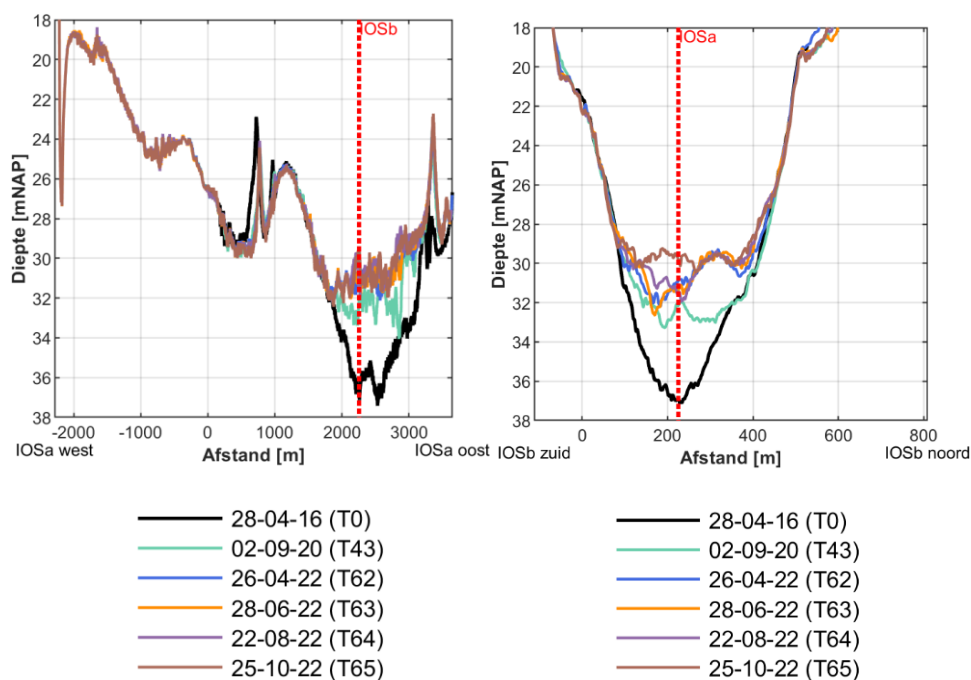 18
20
22
24
26
28
30
32
34
36
38
Diepte [mNAP]
IOSb
-2000
-1000
0
1000
2000
3000
IOSa west
Afstand [m]
IOSa oost
18
20
22
24
26
28
30
32
34
36
38
Diepte [mNAP]
IOSa
0
200
400
600
800
IOSb zuid
Afstand [m]
IOSb noord
28-04-16 (T0)
02-09-20 (T43)
26-04-22 (T62)
28-06-22 (T63)
22-08-22 (T64)
25-10-22 (T65)
28-04-16 (T0)
02-09-20 (T43)
26-04-22 (T62)
28-06-22 (T63)
22-08-22 (T64)
25-10-22 (T65)